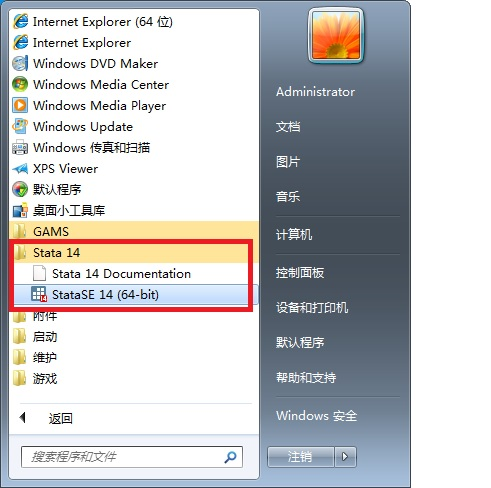 Internet Explorer (64 位)
Internet Explorer
Windows DVD Maker
Windows Media Center
Windows Media Player
Windows Update
Windows 传真和扫描
XPS Viewer
默认程序
桌面小工具库
GAMS
Stata 14
Stata 14 Documentation
StataSE 14 (64-bit)
附件
启动
维护
游戏
返回
搜索程序和文件
Administrator
文档
图片
音乐
计算机
控制面板
设备和打印机
默认程序
帮助和支持
Windows 安全
注销